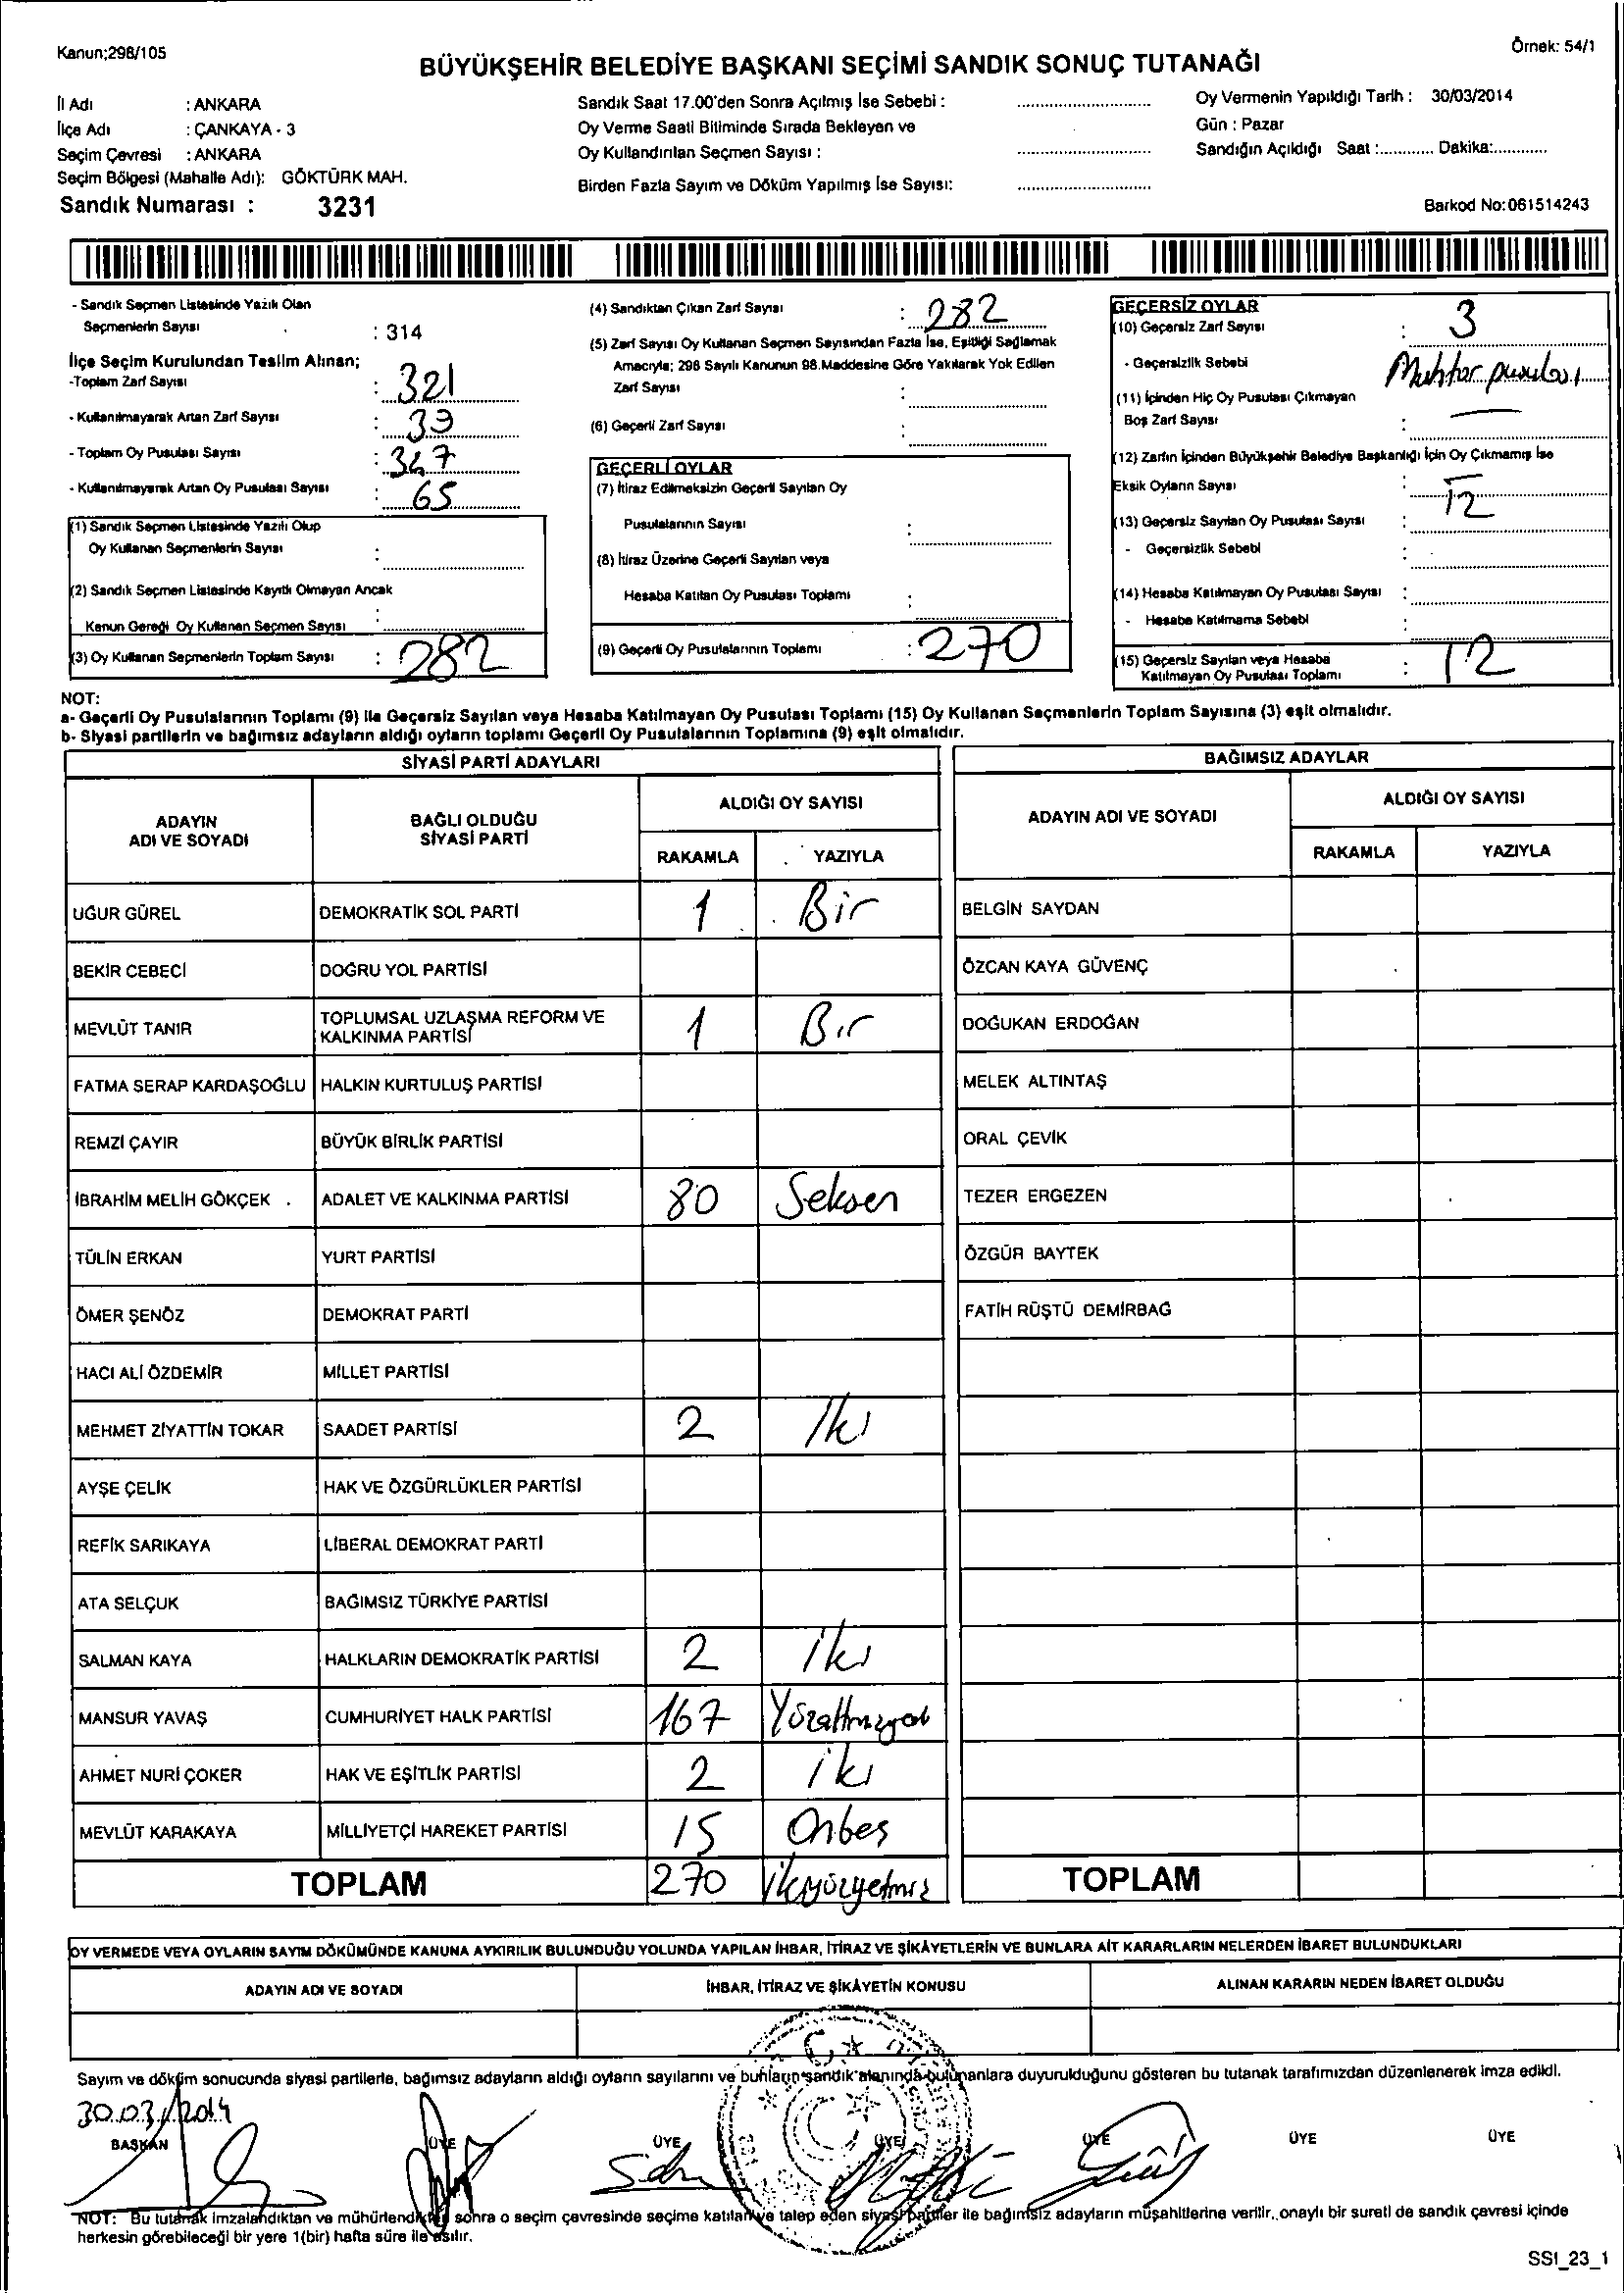 Kanun;298/105
Örnek: 54/1
BÜYÜKŞEHİR BELEDİYE BAŞKANI SEÇİMİ SANDIK SONUÇ TUTANAĞI
İl Adı : ANKARA
İlçe Adı : ÇANKAYA - 3
Seçim Çevresi : ANKARA
Seçim Bölgesi (Mahalle Adı): GÖKTÜRK MAH.
Sandık Numarası : 3231
Sandık Saat 17.00'den Sonra Açılmış İse Sebebi :
Oy Verme Saati Bitiminde Sırada Bekleyen ve
Oy Kullandırılan Seçmen Sayısı :
Birden Fazla Sayım ve Döküm Yapılmış İse Sayısı:
Oy Vermenin Yapıldığı Tarih : 30/03/2014
Gün : Pazar
Sandığın Açıldığı Saat :............ Dakika:............
Barkod No:061514243
- Sandık Seçmen Listesinde Yazılı Olan
Seçmenlerin Sayısı : 314
İlçe Seçim Kurulundan Teslim Alınan;
-Toplam Zarf Sayısı : 321
- Kullanılmayarak Artan Zarf Sayısı : 39
- Toplam Oy Pusulası Sayısı : 347
- Kullanılmayarak Artan Oy Pusulası Sayısı : 65
(1) Sandık Seçmen Listesinde Yazılı Olup
Oy Kullanan Seçmenlerin Sayısı :
(2) Sandık Seçmen Listesinde Kayıtlı Olmayan Ancak
Kanun Gereği Oy Kullanan Seçmen Sayısı :
(3) Oy Kullanan Seçmenlerin Toplam Sayısı : 282
(4) Sandıktan Çıkan Zarf Sayısı : 282
(5) Zarf Sayısı Oy Kullanan Seçmen Sayısından Fazla İse, Eşitliği Sağlamak
Amacıyla; 298 Sayılı Kanunun 98.Maddesine Göre Yakılarak Yok Edilen
Zarf Sayısı :
(6) Geçerli Zarf Sayısı :
GEÇERLİ OYLAR
(7) İtiraz Edilmeksizin Geçerli Sayılan Oy
Pusulalarının Sayısı :
(8) İtiraz Üzerine Geçerli Sayılan veya
Hesaba Katılan Oy Pusulası Toplamı :
(9) Geçerli Oy Pusulalarının Toplamı : 270
GEÇERSİZ OYLAR
(10) Geçersiz Zarf Sayısı : 3
- Geçersizlik Sebebi Muhtar pusulası
(11) İçinden Hiç Oy Pusulası Çıkmayan
Boş Zarf Sayısı : —
(12) Zarfın İçinden Büyükşehir Belediye Başkanlığı İçin Oy Çıkmamış İse
Eksik Oyların Sayısı : 12
(13) Geçersiz Sayılan Oy Pusulası Sayısı :
- Geçersizlik Sebebi :
(14) Hesaba Katılmayan Oy Pusulası Sayısı :
- Hesaba Katılmama Sebebi :
(15) Geçersiz Sayılan veya Hesaba
Katılmayan Oy Pusulası Toplamı : 12
NOT:
a- Geçerli Oy Pusulalarının Toplamı (9) ile Geçersiz Sayılan veya Hesaba Katılmayan Oy Pusulası Toplamı (15) Oy Kullanan Seçmenlerin Toplam Sayısına (3) eşit olmalıdır.
b- Siyasi partilerin ve bağımsız adayların aldığı oyların toplamı Geçerli Oy Pusulalarının Toplamına (9) eşit olmalıdır.
SİYASİ PARTİ ADAYLARI
ADAYIN ADI VE SOYADI
BAĞLI OLDUĞU SİYASİ PARTİ
ALDIĞI OY SAYISI
RAKAMLA YAZIYLA
UĞUR GÜREL DEMOKRATİK SOL PARTİ 1 Bir
BEKİR CEBECİ DOĞRU YOL PARTİSİ
MEVLÜT TANIR TOPLUMSAL UZLAŞMA REFORM VE KALKINMA PARTİSİ 1 Bir
FATMA SERAP KARDAŞOĞLU HALKIN KURTULUŞ PARTİSİ
REMZİ ÇAYIR BÜYÜK BİRLİK PARTİSİ
İBRAHİM MELİH GÖKÇEK ADALET VE KALKINMA PARTİSİ 80 Seksen
TÜLİN ERKAN YURT PARTİSİ
ÖMER ŞENÖZ DEMOKRAT PARTİ
HACI ALİ ÖZDEMİR MİLLET PARTİSİ
MEHMET ZİYATTİN TOKAR SAADET PARTİSİ 2 İki
AYŞE ÇELİK HAK VE ÖZGÜRLÜKLER PARTİSİ
REFİK SARIKAYA LİBERAL DEMOKRAT PARTİ
ATA SELÇUK BAĞIMSIZ TÜRKİYE PARTİSİ
SALMAN KAYA HALKLARIN DEMOKRATİK PARTİSİ 2 iki
MANSUR YAVAŞ CUMHURİYET HALK PARTİSİ 167 Yüzaltmışyedi
AHMET NURİ ÇOKER HAK VE EŞİTLİK PARTİSİ 2 iki
MEVLÜT KARAKAYA MİLLİYETÇİ HAREKET PARTİSİ 15 Onbeş
TOPLAM 270 ikiyüzyetmiş
BAĞIMSIZ ADAYLAR
ADAYIN ADI VE SOYADI
ALDIĞI OY SAYISI
RAKAMLA YAZIYLA
BELGİN SAYDAN
ÖZCAN KAYA GÜVENÇ
DOĞUKAN ERDOĞAN
MELEK ALTINTAŞ
ORAL ÇEVİK
TEZER ERGEZEN
ÖZGÜR BAYTEK
FATİH RÜŞTÜ DEMİRBAĞ
TOPLAM
OY VERMEDE VEYA OYLARIN SAYIM DÖKÜMÜNDE KANUNA AYKIRILIK BULUNDUĞU YOLUNDA YAPILAN İHBAR, İTİRAZ VE ŞİKÂYETLERİN VE BUNLARA AİT KARARLARIN NELERDEN İBARET BULUNDUKLARI
ADAYIN ADI VE SOYADI
İHBAR, İTİRAZ VE ŞİKÂYETİN KONUSU
ALINAN KARARIN NEDEN İBARET OLDUĞU
Sayım ve döküm sonucunda siyasi partilerle, bağımsız adayların aldığı oyların sayılarını ve bunların sandık alanında bulunanlara duyurulduğunu gösteren bu tutanak tarafımızdan düzenlenerek imza edildi.
30.03.2014
BAŞKAN ÜYE ÜYE ÜYE ÜYE ÜYE ÜYE
NOT: Bu tutanak imzalandıktan ve mühürlendikten sonra o seçim çevresinde seçime katılan ve talep eden siyasi partiler ile bağımsız adayların müşahitlerine verilir, onaylı bir sureti de sandık çevresi içinde
herkesin görebileceği bir yere 1(bir) hafta süre ile asılır.
SSI_23_1